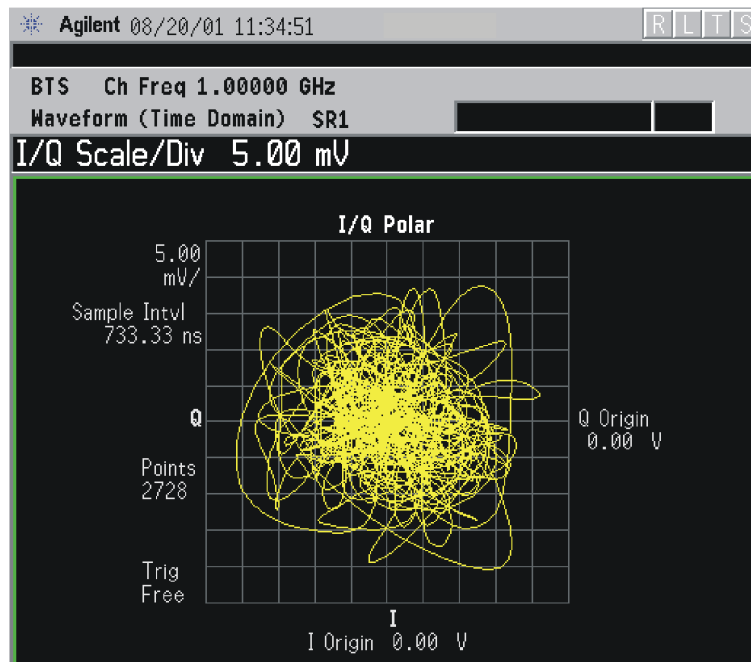 Agilent 08/20/01 11:34:51 R L T S
BTS Ch Freq 1.00000 GHz
Waveform (Time Domain) SR1
I/Q Scale/Div 5.00 mV
I/Q Polar
5.00
mV/
Sample Intvl
733.33 ns
Q
Q Origin
0.00 V
Points
2728
Trig
Free
I
I Origin 0.00 V